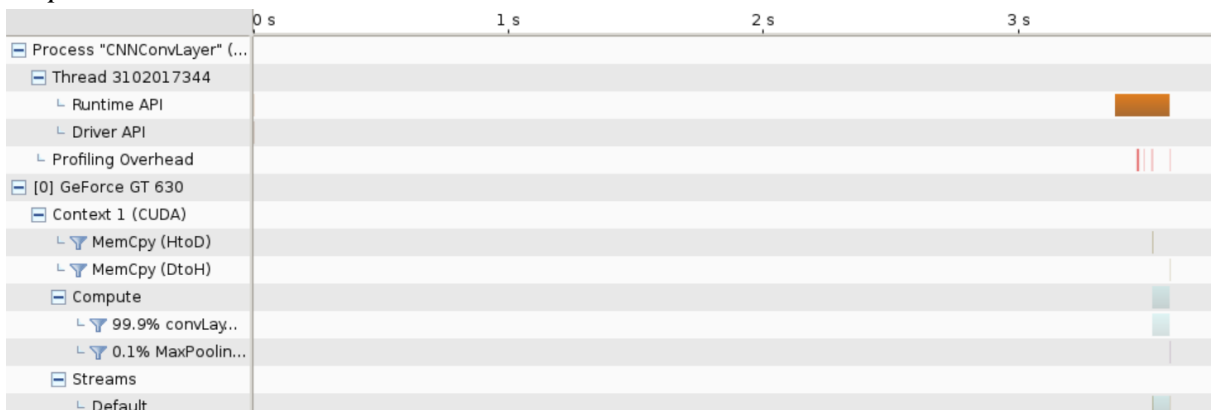 0 s 1 s 2 s 3 s
Process "CNNConvLayer" (...
Thread 3102017344
Runtime API
Driver API
Profiling Overhead
[0] GeForce GT 630
Context 1 (CUDA)
MemCpy (HtoD)
MemCpy (DtoH)
Compute
99.9% convLay...
0.1% MaxPoolin...
Streams
Default